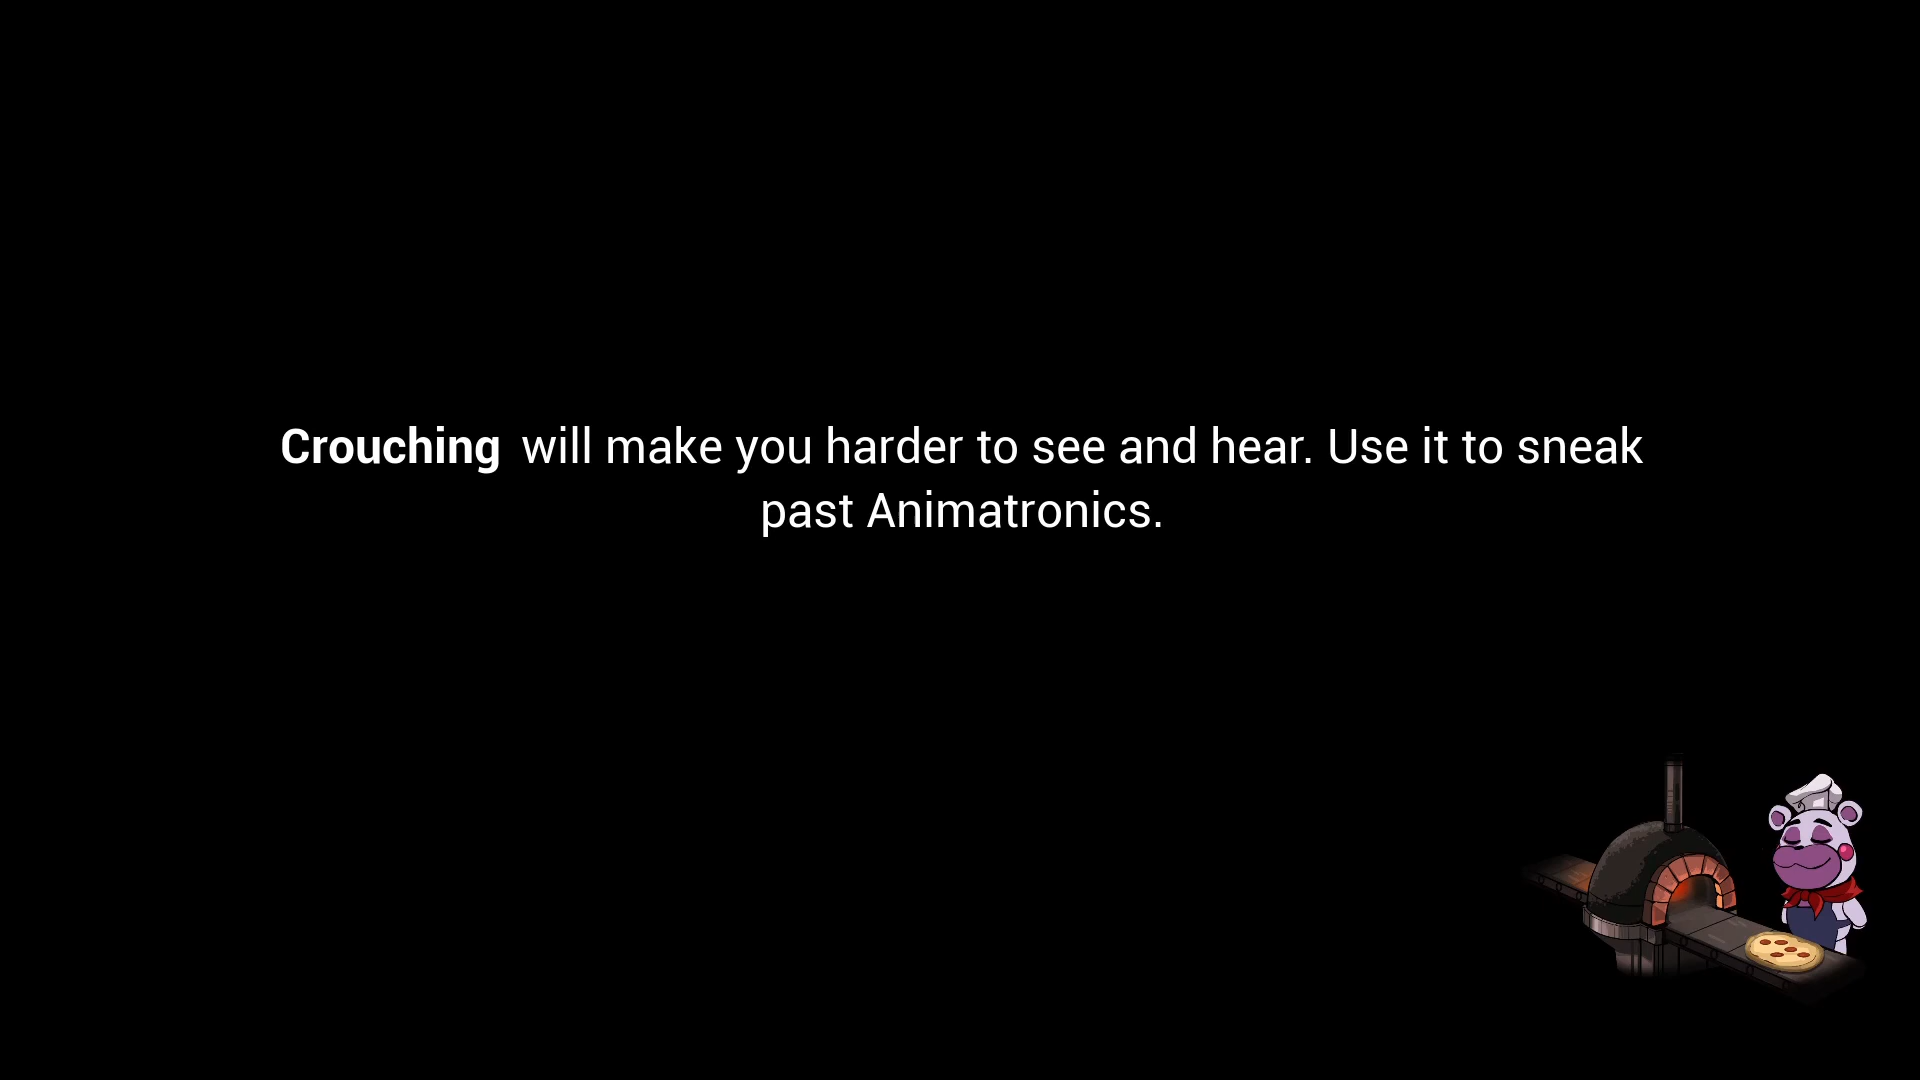 Crouching will make you harder to see and hear. Use it to sneak
past Animatronics.